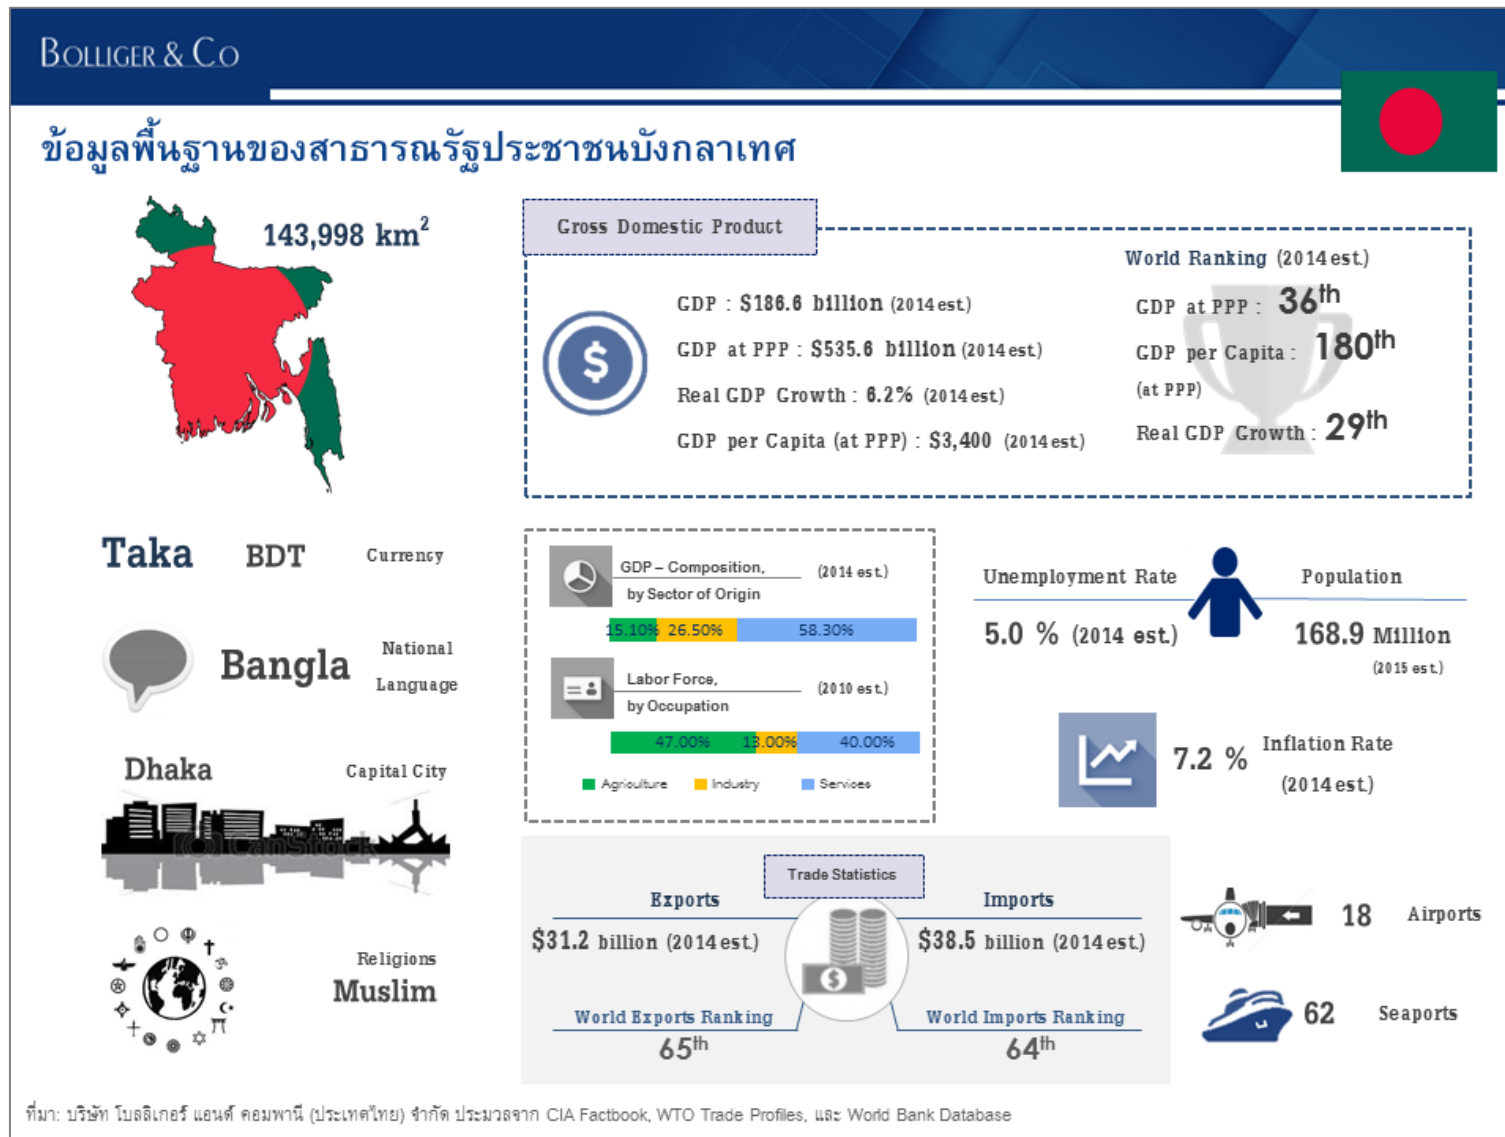 BOLLIGER & CO
ข้อมูลพื้นฐานของสาธารณรัฐประชาชนบังกลาเทศ
143,998 km²
Gross Domestic Product
GDP : $186.6 billion (2014 est.)
GDP at PPP : $535.6 billion (2014 est.)
Real GDP Growth : 6.2% (2014 est.)
GDP per Capita (at PPP) : $3,400 (2014 est.)
World Ranking (2014 est.)
GDP at PPP : 36th
GDP per Capita : 180th
(at PPP)
Real GDP Growth : 29th
Taka BDT Currency
Bangla National
Language
Dhaka Capital City
CanStock
Religions
Muslim
GDP – Composition,
by Sector of Origin
(2014 est.)
15.10% 26.50% 58.30%
Labor Force,
by Occupation
(2010 est.)
47.00% 13.00% 40.00%
Agriculture Industry Services
Unemployment Rate
5.0 % (2014 est.)
Population
168.9 Million
(2015 est.)
7.2 % Inflation Rate
(2014 est.)
Trade Statistics
Exports
$31.2 billion (2014 est.)
World Exports Ranking
65th
Imports
$38.5 billion (2014 est.)
World Imports Ranking
64th
18 Airports
62 Seaports
ที่มา: บริษัท โบลลิเกอร์ แอนด์ คอมพานี (ประเทศไทย) จำกัด ประมวลจาก CIA Factbook, WTO Trade Profiles, และ World Bank Database